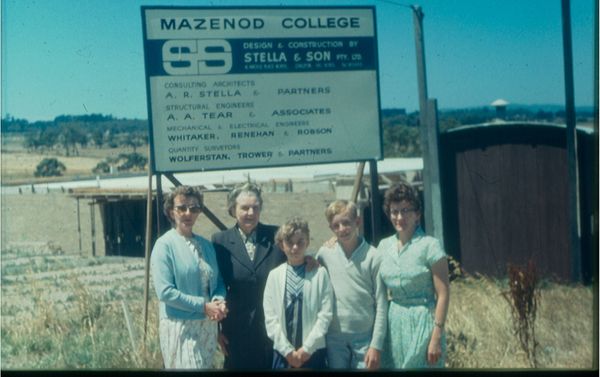 MAZENOD COLLEGE
SS
DESIGN & CONSTRUCTION BY
STELLA & SON PTY. LTD.
CONSULTING ARCHITECTS
A. R. STELLA & PARTNERS
STRUCTURAL ENGINEERS
A. A. TEAR & ASSOCIATES
MECHANICAL & ELECTRICAL ENGINEERS
WHITAKER, RENEHAN & ROBSON
QUANTITY SURVEYORS
WOLFERSTAN, TROWER & PARTNERS